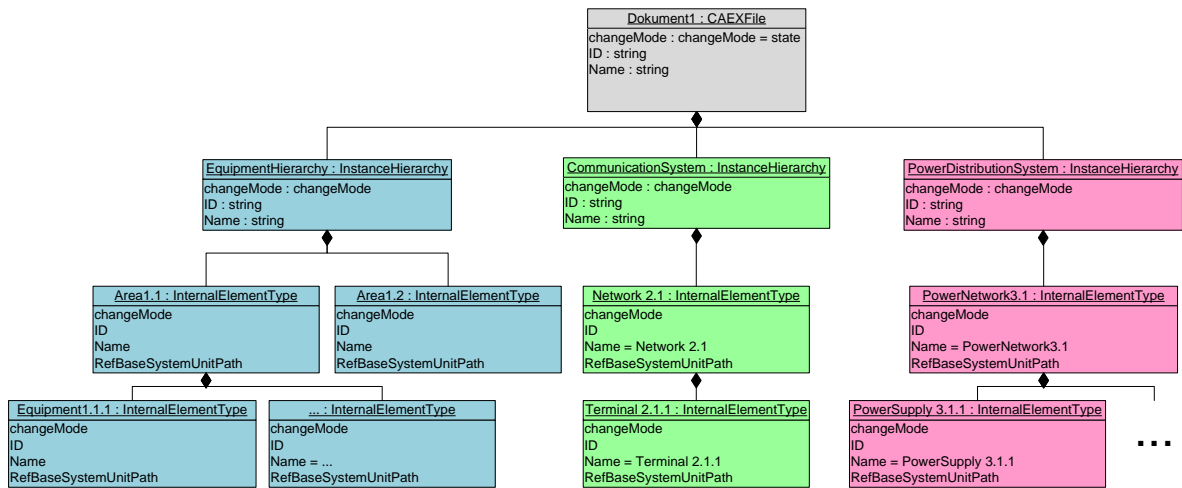 Dokument1 : CAEXFile
changeMode : changeMode = state
ID : string
Name : string
EquipmentHierarchy : InstanceHierarchy
changeMode : changeMode
ID : string
Name : string
CommunicationSystem : InstanceHierarchy
changeMode : changeMode
ID : string
Name : string
PowerDistributionSystem : InstanceHierarchy
changeMode : changeMode
ID : string
Name : string
Area1.1 : InternalElementType
changeMode
ID
Name
RefBaseSystemUnitPath
Area1.2 : InternalElementType
changeMode
ID
Name
RefBaseSystemUnitPath
Network 2.1 : InternalElementType
changeMode
ID
Name = Network 2.1
RefBaseSystemUnitPath
PowerNetwork3.1 : InternalElementType
changeMode
ID
Name = PowerNetwork3.1
RefBaseSystemUnitPath
Equipment1.1.1 : InternalElementType
changeMode
ID
Name
RefBaseSystemUnitPath
... : InternalElementType
changeMode
ID
Name = ...
RefBaseSystemUnitPath
Terminal 2.1.1 : InternalElementType
changeMode
ID
Name = Terminal 2.1.1
RefBaseSystemUnitPath
PowerSupply 3.1.1 : InternalElementType
changeMode
ID
Name = PowerSupply 3.1.1
RefBaseSystemUnitPath
...